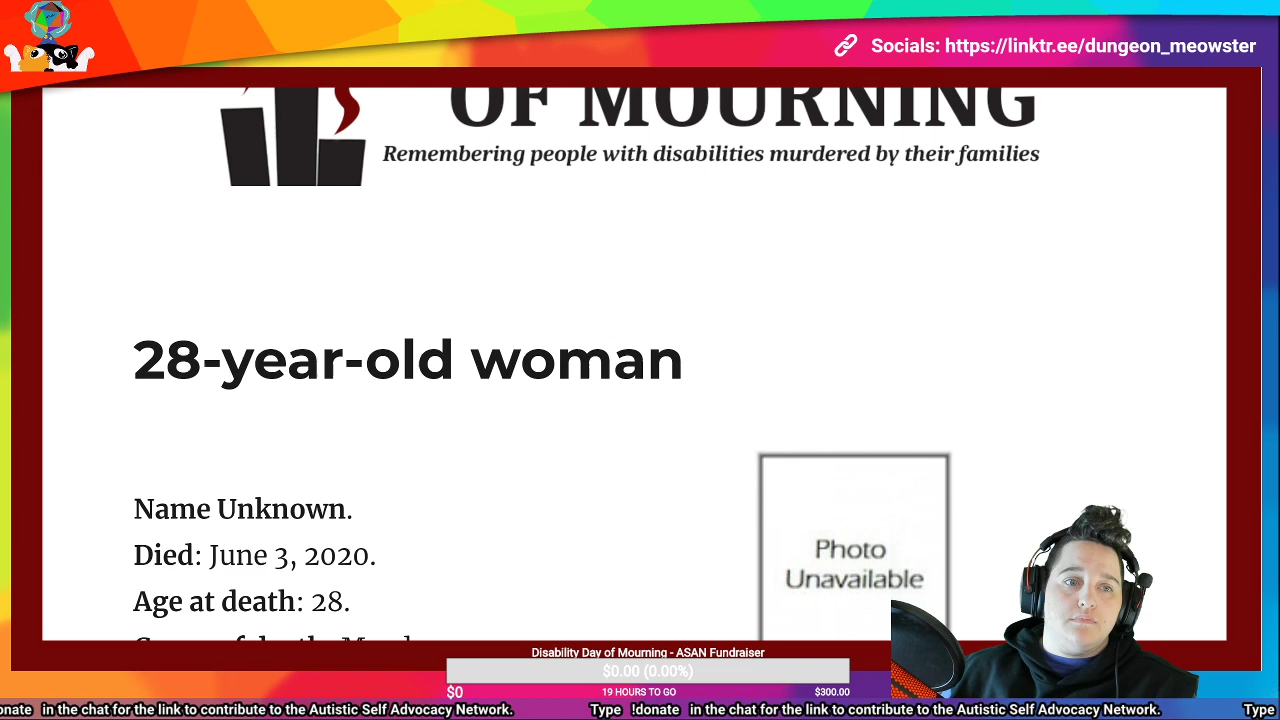 Socials: https://linktr.ee/dungeon_meowster
OF MOURNING
Remembering people with disabilities murdered by their families
28-year-old woman
Name Unknown.
Died: June 3, 2020.
Age at death: 28.
Photo
Unavailable
Disability Day of Mourning - ASAN Fundraiser
$0.00 (0.00%)
$0 19 HOURS TO GO $300.00
onate in the chat for the link to contribute to the Autistic Self Advocacy Network. Type !donate in the chat for the link to contribute to the Autistic Self Advocacy Network. Type